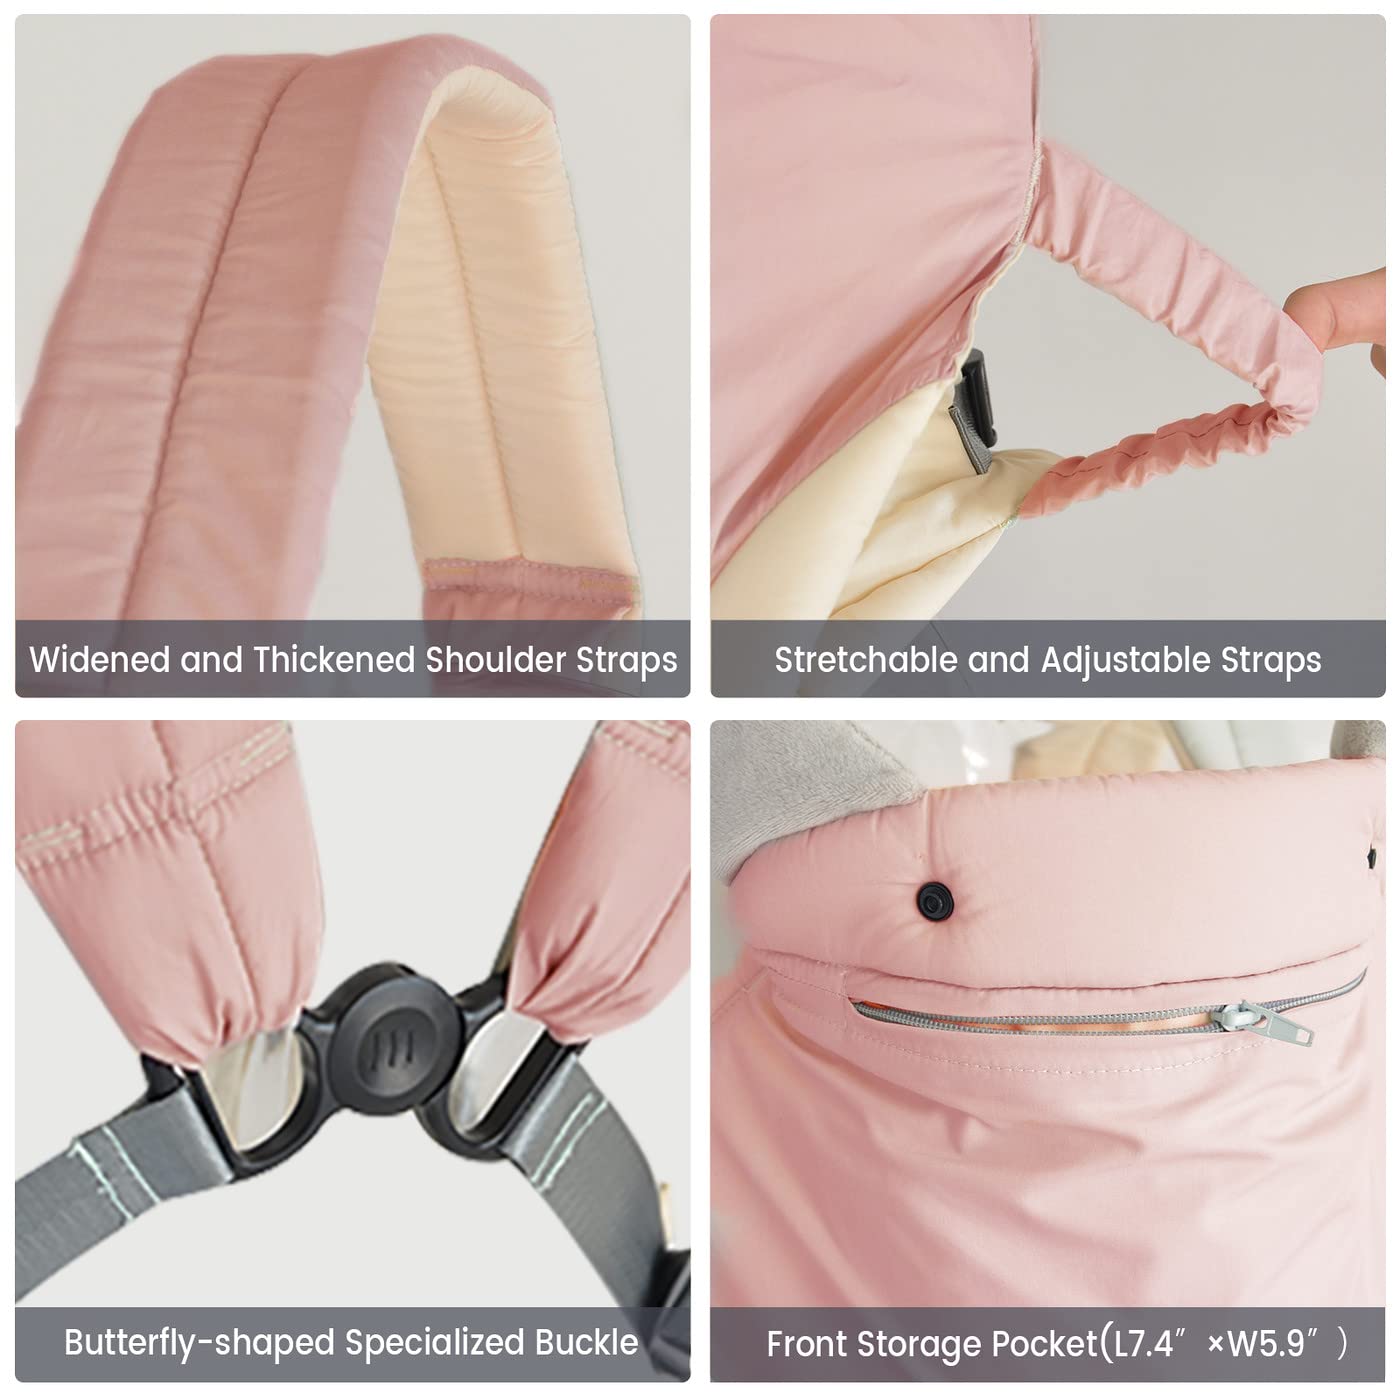 Widened and Thickened Shoulder Straps
Stretchable and Adjustable Straps
Butterfly-shaped Specialized Buckle
Front Storage Pocket(L7.4″ ×W5.9″ )